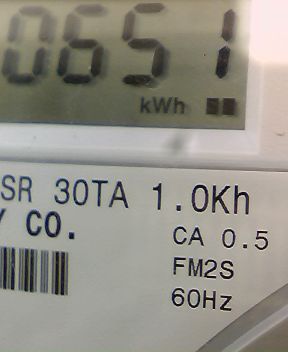 0651
kWh
SR 30TA 1.0Kh
Y CO.
CA 0.5
FM2S
60Hz